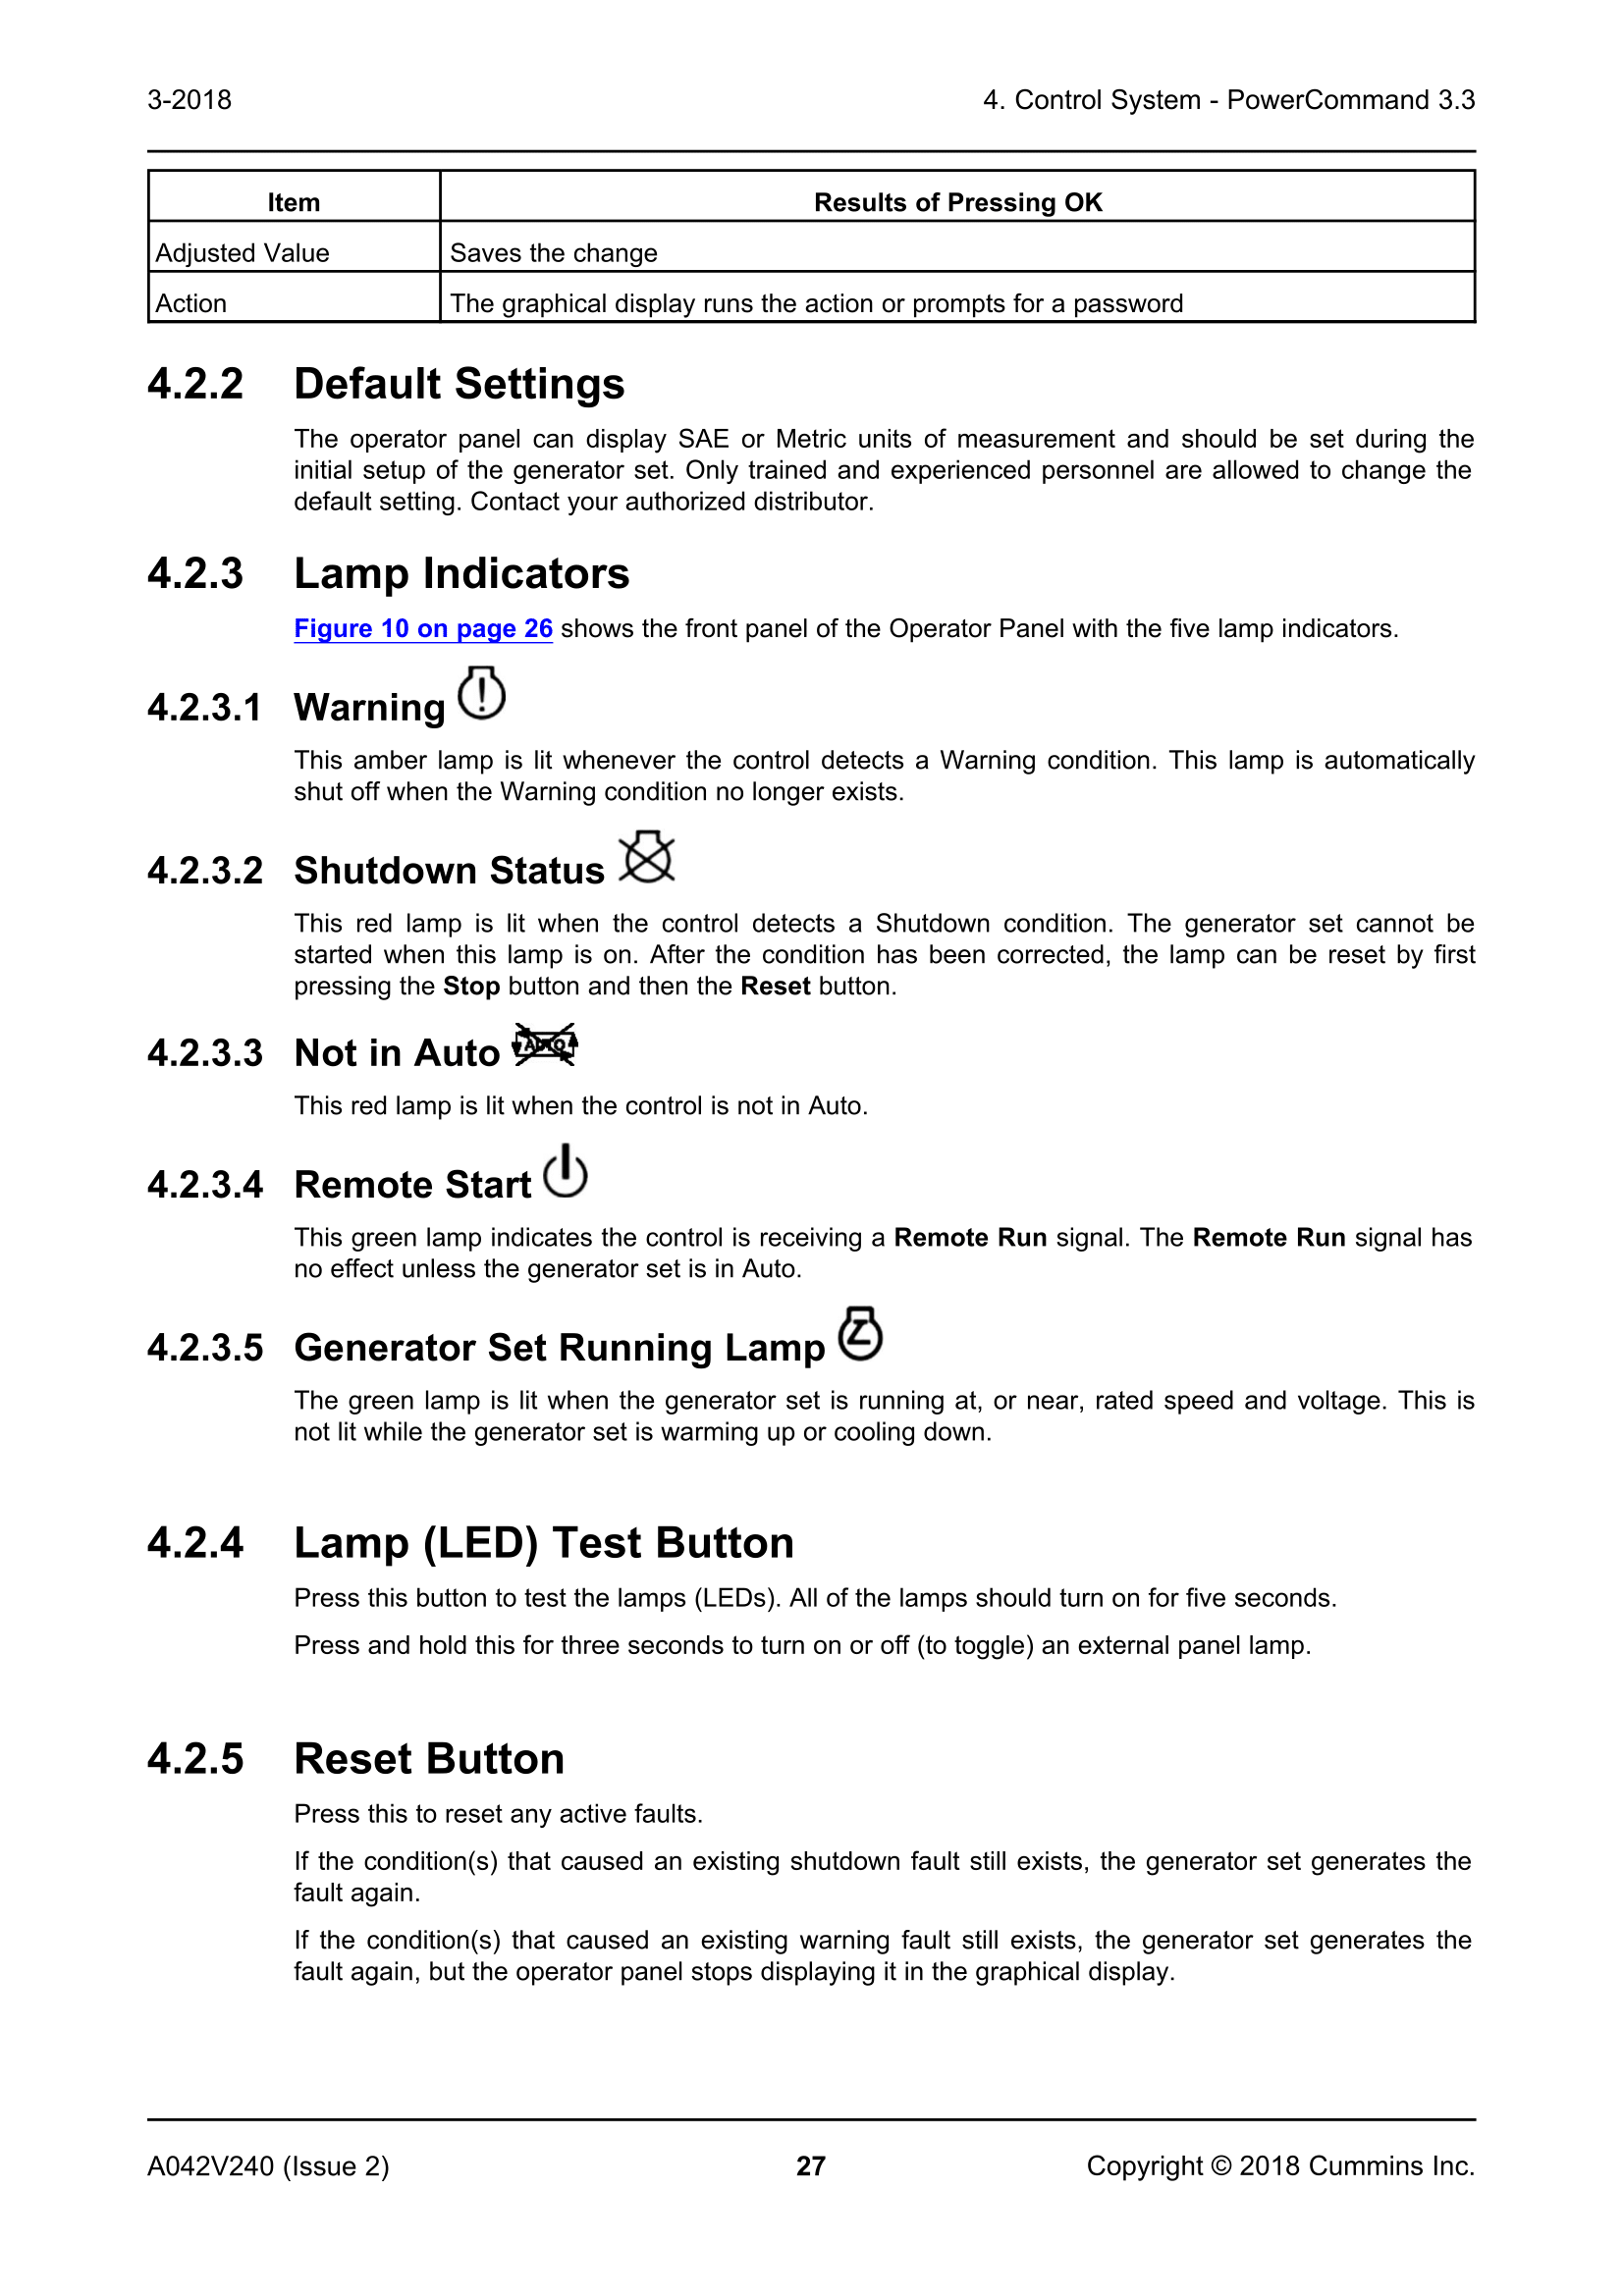 3-2018
4. Control System - PowerCommand 3.3
Item
Results of Pressing OK
Adjusted Value
Saves the change
Action
The graphical display runs the action or prompts for a password
4.2.2 Default Settings
The operator panel can display SAE or Metric units of measurement and should be set during the
initial setup of the generator set. Only trained and experienced personnel are allowed to change the
default setting. Contact your authorized distributor.
4.2.3 Lamp Indicators
Figure 10 on page 26 shows the front panel of the Operator Panel with the five lamp indicators.
4.2.3.1 Warning
This amber lamp is lit whenever the control detects a Warning condition. This lamp is automatically
shut off when the Warning condition no longer exists.
4.2.3.2 Shutdown Status
This red lamp is lit when the control detects a Shutdown condition. The generator set cannot be
started when this lamp is on. After the condition has been corrected, the lamp can be reset by first
pressing the Stop button and then the Reset button.
4.2.3.3 Not in Auto AUTO
This red lamp is lit when the control is not in Auto.
4.2.3.4 Remote Start
This green lamp indicates the control is receiving a Remote Run signal. The Remote Run signal has
no effect unless the generator set is in Auto.
4.2.3.5 Generator Set Running Lamp
The green lamp is lit when the generator set is running at, or near, rated speed and voltage. This is
not lit while the generator set is warming up or cooling down.
4.2.4 Lamp (LED) Test Button
Press this button to test the lamps (LEDs). All of the lamps should turn on for five seconds.
Press and hold this for three seconds to turn on or off (to toggle) an external panel lamp.
4.2.5 Reset Button
Press this to reset any active faults.
If the condition(s) that caused an existing shutdown fault still exists, the generator set generates the
fault again.
If the condition(s) that caused an existing warning fault still exists, the generator set generates the
fault again, but the operator panel stops displaying it in the graphical display.
A042V240 (Issue 2)
27
Copyright © 2018 Cummins Inc.